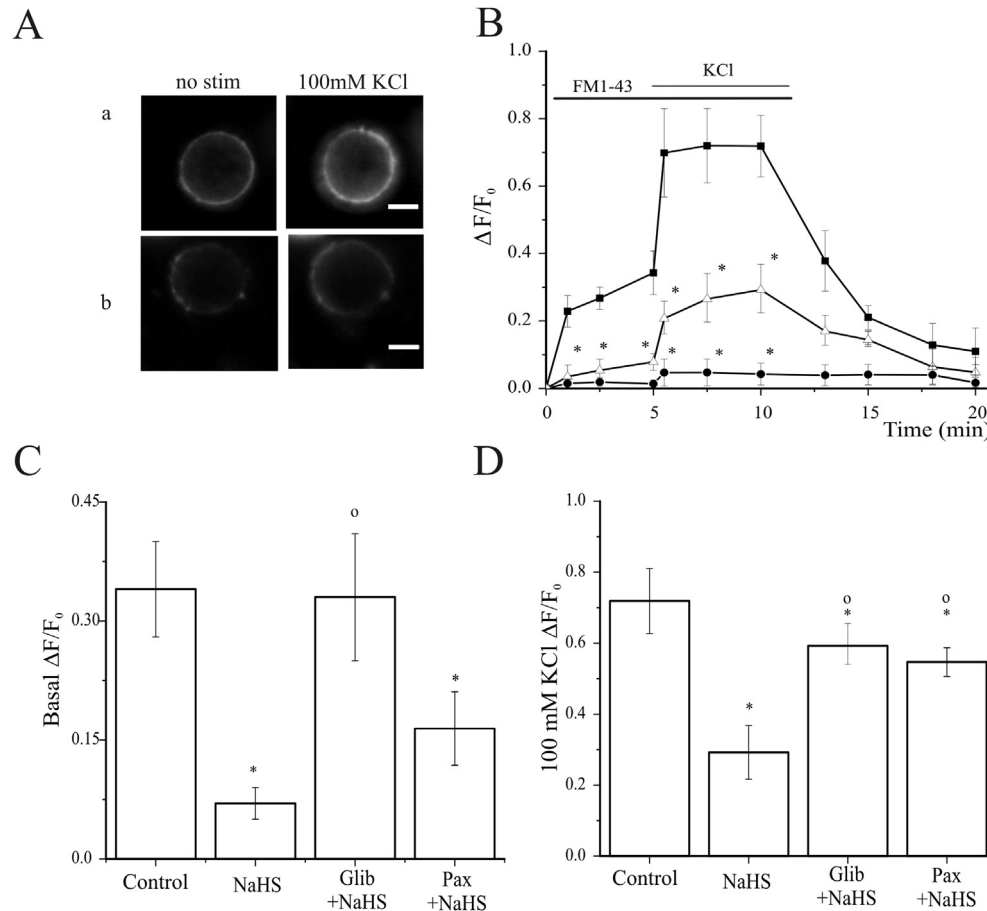 A
no stim 100mM KCl
a
b
B
1.0
0.8
0.6
0.4
0.2
0.0
ΔF/F0
FM1-43
KCl
* * *
* * * * * *
0 5 10 15 20
Time (min)
C
0.45
0.30
0.15
0.0
Basal ΔF/F0
*
o
*
Control NaHS Glib +NaHS Pax +NaHS
D
1.0
0.8
0.6
0.4
0.2
0.0
100 mM KCl ΔF/F0
*
o
*
o
*
Control NaHS Glib +NaHS Pax +NaHS